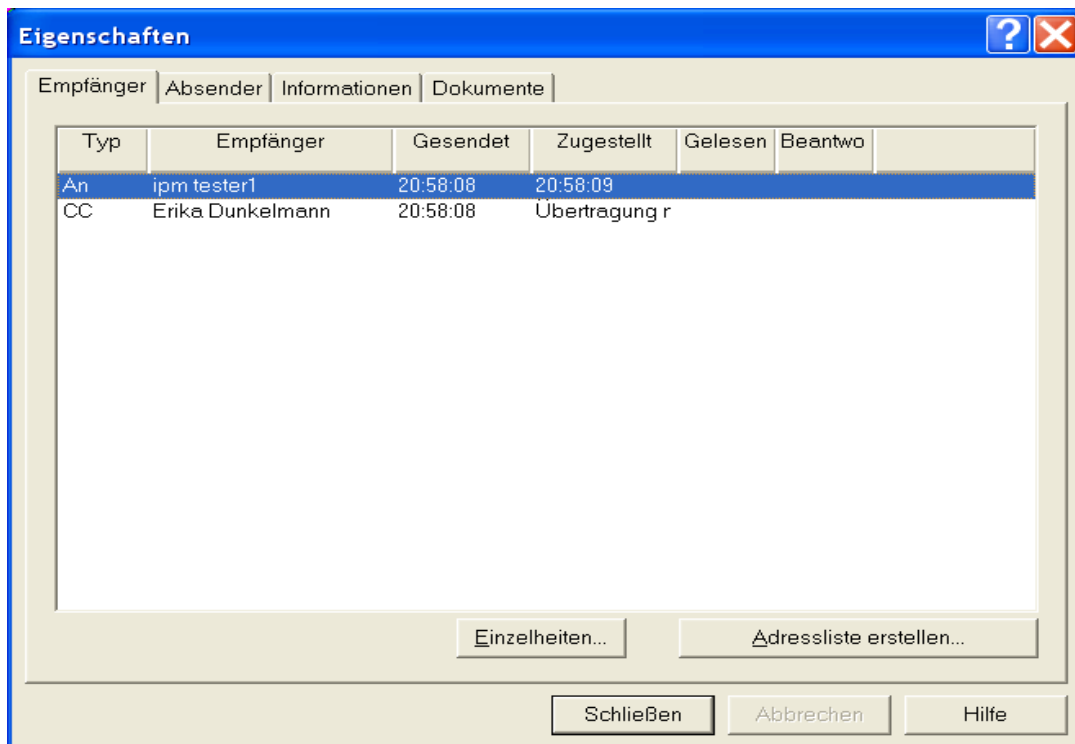 Eigenschaften
Empfänger Absender Informationen Dokumente
Typ Empfänger Gesendet Zugestellt Gelesen Beantwo
An ipm tester1 20:58:08 20:58:09
CC Erika Dunkelmann 20:58:08 Übertragung r
Einzelheiten... Adressliste erstellen...
Schließen Abbrechen Hilfe